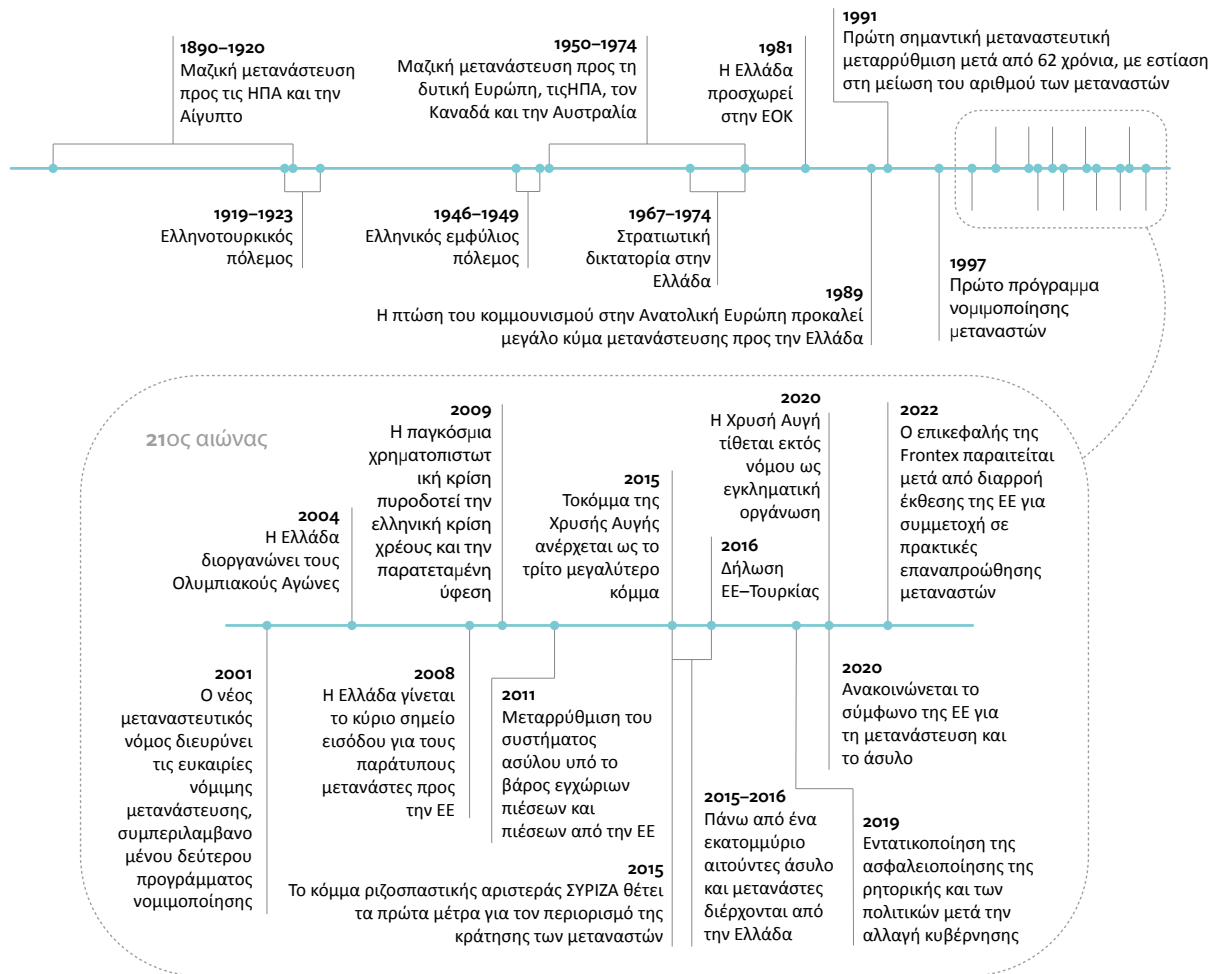 1890–1920
Μαζική μετανάστευση
προς τις ΗΠΑ και την
Αίγυπτο
1950–1974
Μαζική μετανάστευση προς τη
δυτική Ευρώπη, τιςΗΠΑ, τον
Καναδά και την Αυστραλία
1981
Η Ελλάδα
προσχωρεί
στην ΕΟΚ
1991
Πρώτη σημαντική μεταναστευτική
μεταρρύθμιση μετά από 62 χρόνια, με εστίαση
στη μείωση του αριθμού των μεταναστών
1919–1923
Ελληνοτουρκικός
πόλεμος
1946–1949
Ελληνικός εμφύλιος
πόλεμος
1967–1974
Στρατιωτική
δικτατορία στην
Ελλάδα
1989
Η πτώση του κομμουνισμού στην Ανατολική Ευρώπη προκαλεί
μεγάλο κύμα μετανάστευσης προς την Ελλάδα
1997
Πρώτο πρόγραμμα
νομιμοποίησης
μεταναστών
21ος αιώνας
2004
Η Ελλάδα
διοργανώνει τους
Ολυμπιακούς Αγώνες
2009
Η παγκόσμια
χρηματοπιστωτ
ική κρίση
πυροδοτεί την
ελληνική κρίση
χρέους και την
παρατεταμένη
ύφεση
2015
Τοκόμμα της
Χρυσής Αυγής
ανέρχεται ως το
τρίτο μεγαλύτερο
κόμμα
2016
Δήλωση
ΕΕ–Τουρκίας
2020
Η Χρυσή Αυγή
τίθεται εκτός
νόμου ως
εγκληματική
οργάνωση
2022
Ο επικεφαλής της
Frontex παραιτείται
μετά από διαρροή
έκθεσης της ΕΕ για
συμμετοχή σε
πρακτικές
επαναπροώθησης
μεταναστών
2001
Ο νέος
μεταναστευτικός
νόμος διευρύνει
τις ευκαιρίες
νόμιμης
μετανάστευσης,
συμπεριλαμβανο
μένου δεύτερου
προγράμματος
νομιμοποίησης
2008
Η Ελλάδα γίνεται
το κύριο σημείο
εισόδου για τους
παράτυπους
μετανάστες προς
την ΕΕ
2011
Μεταρρύθμιση του
συστήματος
ασύλου υπό το
βάρος εγχώριων
πιέσεων και
πιέσεων από την ΕΕ
2015
Το κόμμα ριζοσπαστικής αριστεράς ΣΥΡΙΖΑ θέτει
τα πρώτα μέτρα για τον περιορισμό της
κράτησης των μεταναστών
2015–2016
Πάνω από ένα
εκατομμύριο
αιτούντες άσυλο
και μετανάστες
διέρχονται από
την Ελλάδα
2020
Ανακοινώνεται το
σύμφωνο της ΕΕ για
τη μετανάστευση και
το άσυλο
2019
Εντατικοποίηση της
ασφαλειοποίησης της
ρητορικής και των
πολιτικών μετά την
αλλαγή κυβέρνησης